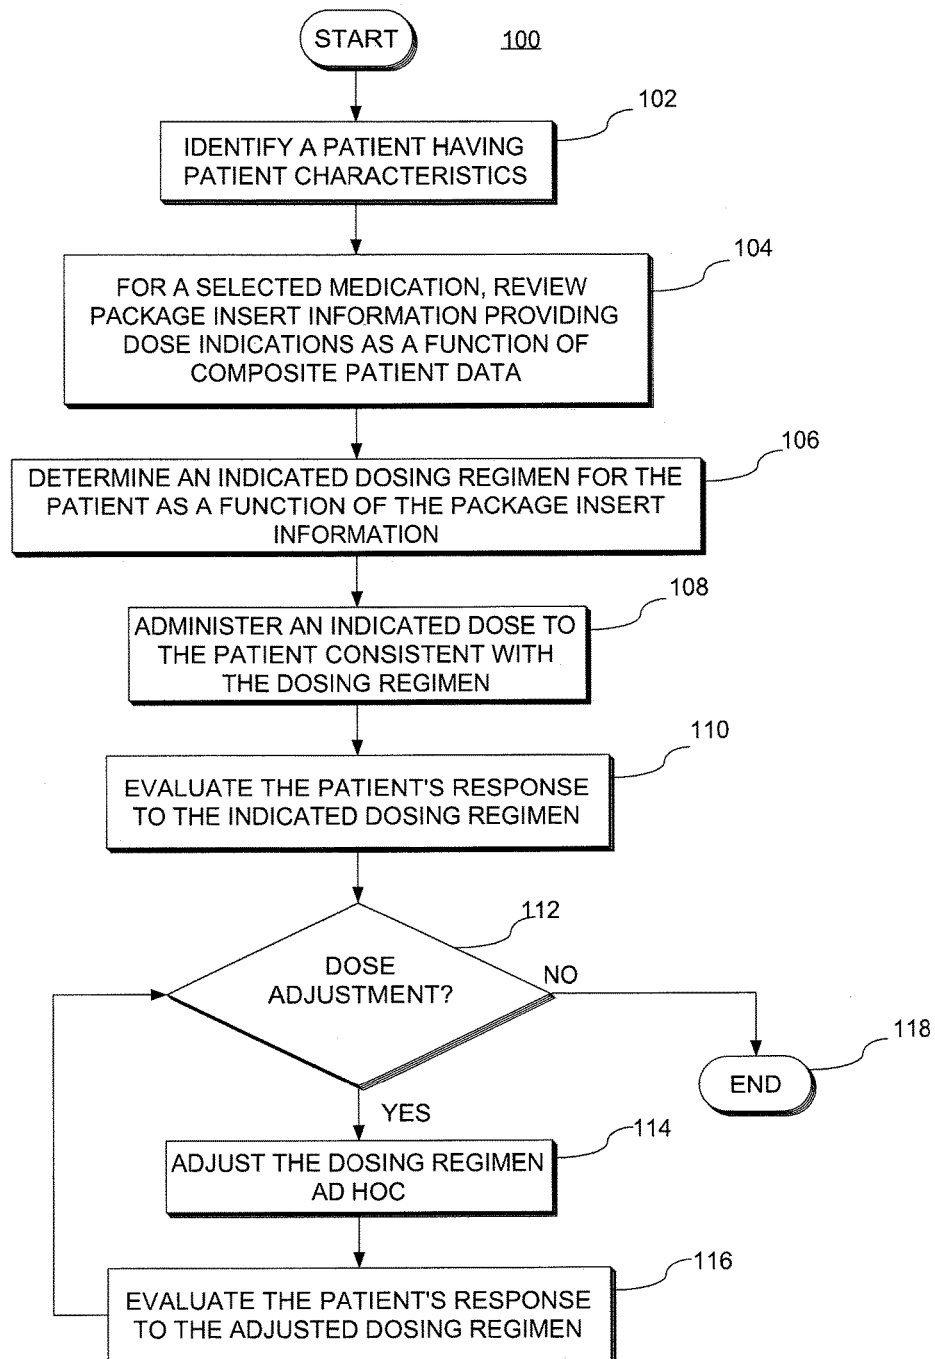 START
100
102
IDENTIFY A PATIENT HAVING
PATIENT CHARACTERISTICS
104
FOR A SELECTED MEDICATION, REVIEW
PACKAGE INSERT INFORMATION PROVIDING
DOSE INDICATIONS AS A FUNCTION OF
COMPOSITE PATIENT DATA
106
DETERMINE AN INDICATED DOSING REGIMEN FOR THE
PATIENT AS A FUNCTION OF THE PACKAGE INSERT
INFORMATION
108
ADMINISTER AN INDICATED DOSE TO
THE PATIENT CONSISTENT WITH
THE DOSING REGIMEN
110
EVALUATE THE PATIENT'S RESPONSE
TO THE INDICATED DOSING REGIMEN
112
DOSE
ADJUSTMENT?
NO
118
END
YES
114
ADJUST THE DOSING REGIMEN
AD HOC
116
EVALUATE THE PATIENT'S RESPONSE
TO THE ADJUSTED DOSING REGIMEN